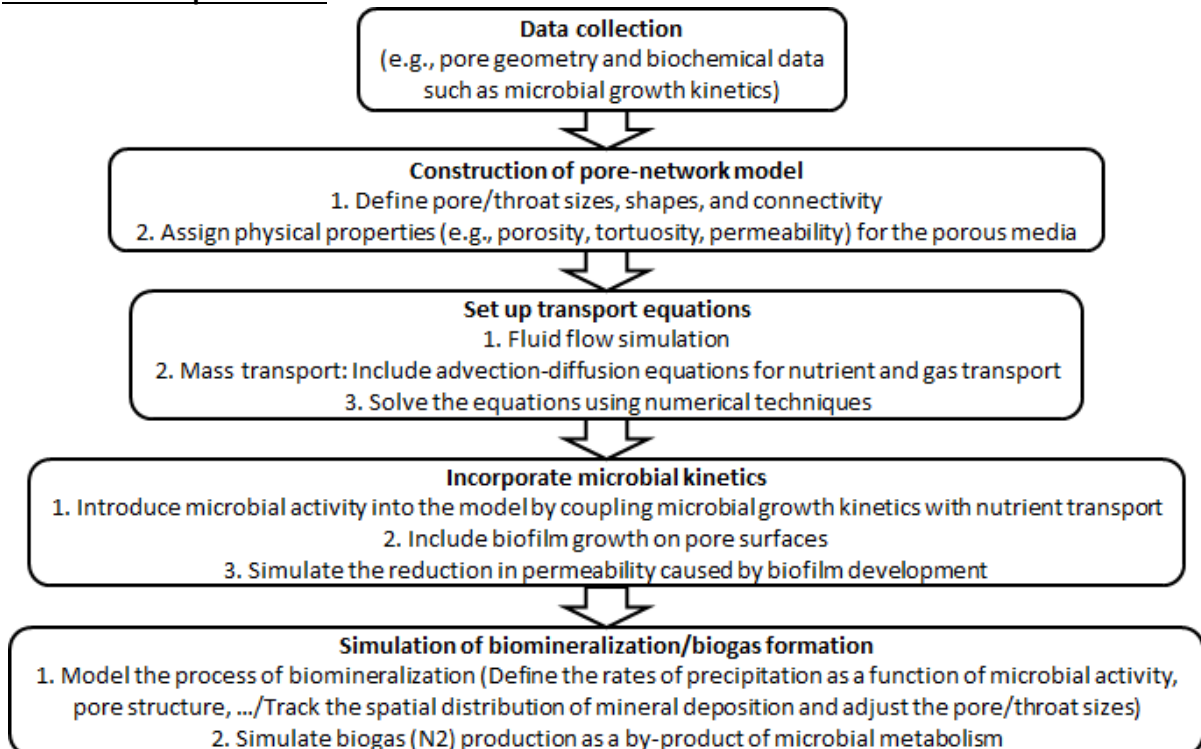 Data collection
(e.g., pore geometry and biochemical data
such as microbial growth kinetics)
Construction of pore-network model
1. Define pore/throat sizes, shapes, and connectivity
2. Assign physical properties (e.g., porosity, tortuosity, permeability) for the porous media
Set up transport equations
1. Fluid flow simulation
2. Mass transport: Include advection-diffusion equations for nutrient and gas transport
3. Solve the equations using numerical techniques
Incorporate microbial kinetics
1. Introduce microbial activity into the model by coupling microbial growth kinetics with nutrient transport
2. Include biofilm growth on pore surfaces
3. Simulate the reduction in permeability caused by biofilm development
Simulation of biomineralization/biogas formation
1. Model the process of biomineralization (Define the rates of precipitation as a function of microbial activity,
pore structure, .../Track the spatial distribution of mineral deposition and adjust the pore/throat sizes)
2. Simulate biogas (N2) production as a by-product of microbial metabolism